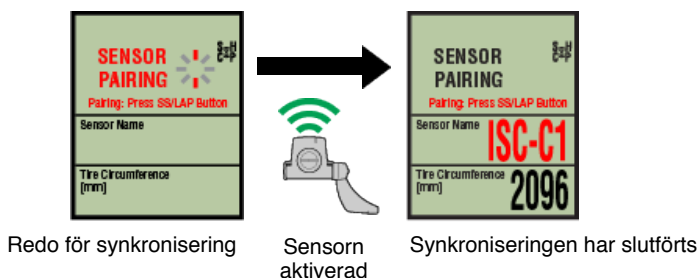 SENSOR
PAIRING
Pairing: Press SS/LAP Button
Sensor Name
Tire Circumference
[mm]
Redo för synkronisering
Sensorn
aktiverad
SENSOR
PAIRING
Pairing: Press SS/LAP Button
Sensor Name
ISC-C1
Tire Circumference
[mm]
2096
Synkroniseringen har slutförts